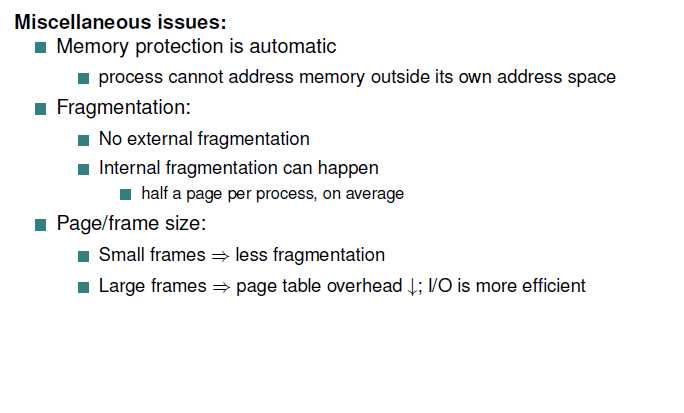 Miscellaneous issues:
Memory protection is automatic
process cannot address memory outside its own address space
Fragmentation:
No external fragmentation
Internal fragmentation can happen
half a page per process, on average
Page/frame size:
Small frames ⇒ less fragmentation
Large frames ⇒ page table overhead ↓; I/O is more efficient